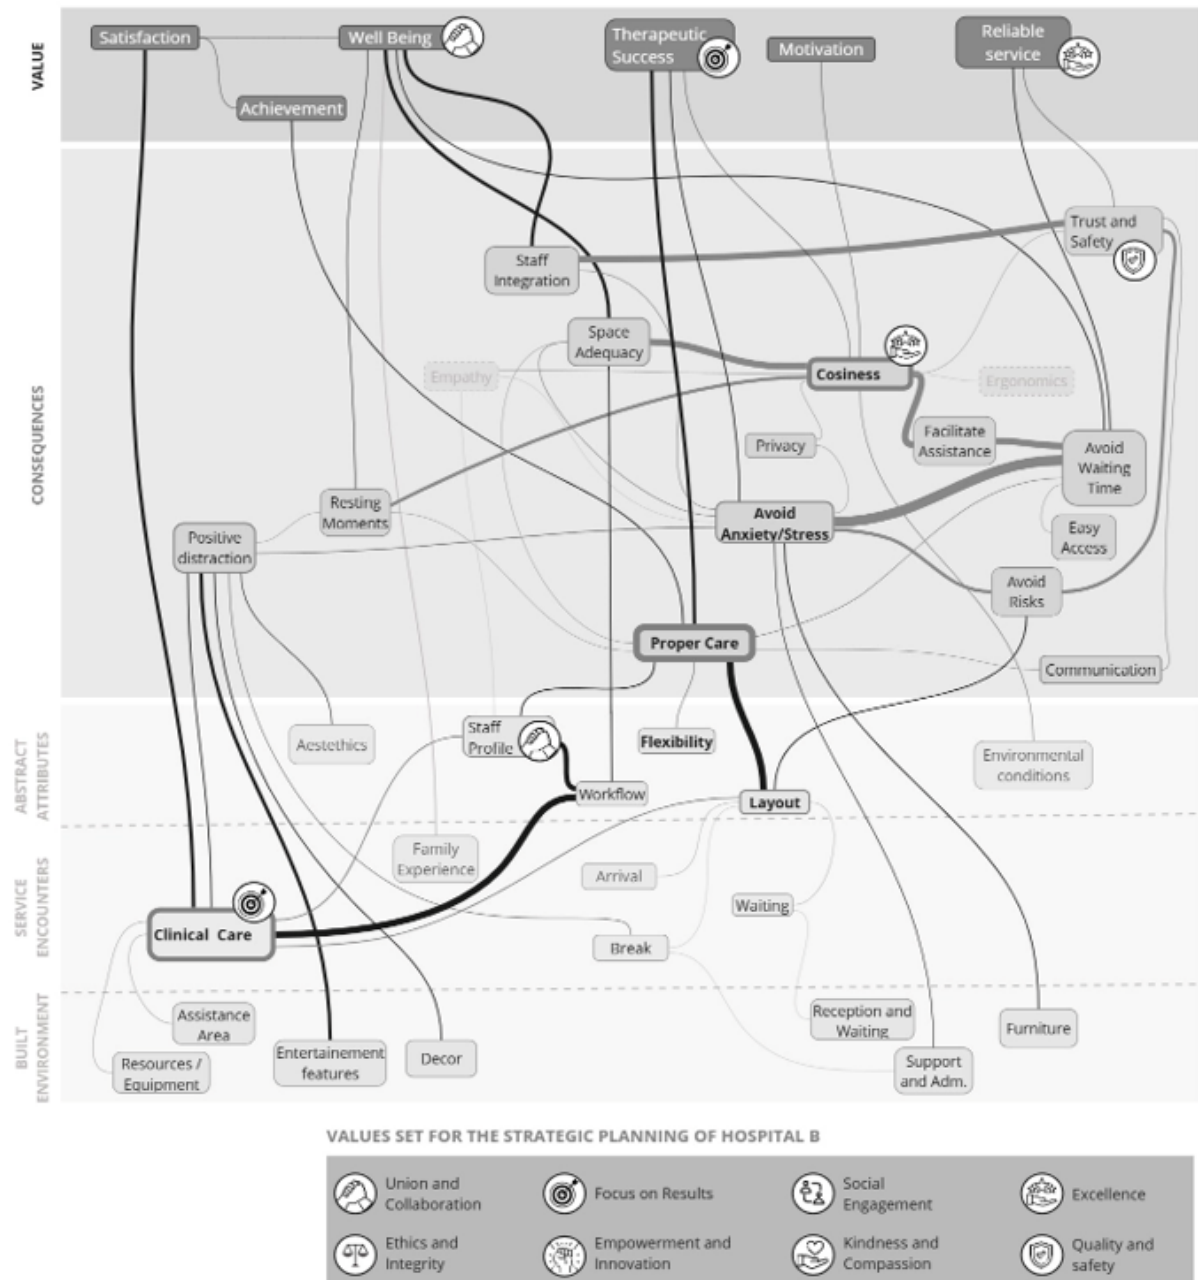 VALUE
Satisfaction
Well Being
Therapeutic
Success
Motivation
Reliable
service
Achievement
CONSEQUENCES
Trust and
Safety
Staff
Integration
Space
Adequacy
Empathy
Cosiness
Ergonomics
Facilitate
Assistance
Privacy
Avoid
Waiting
Time
Resting
Moments
Avoid
Anxiety/Stress
Positive
distraction
Easy
Access
Avoid
Risks
Proper Care
Communication
ABSTRACT
ATTRIBUTES
Staff
Profile
Aestethics
Flexibility
Environmental
conditions
Workflow
Layout
SERVICE
ENCOUNTERS
Family
Experience
Arrival
Waiting
Clinical Care
Break
BUILT
ENVIRONMENT
Assistance
Area
Reception and
Waiting
Furniture
Resources /
Equipment
Entertainement
features
Decor
Support
and Adm.
VALUES SET FOR THE STRATEGIC PLANNING OF HOSPITAL B
Union and
Collaboration
Focus on Results
Social
Engagement
Excellence
Ethics and
Integrity
Empowerment and
Innovation
Kindness and
Compassion
Quality and
safety